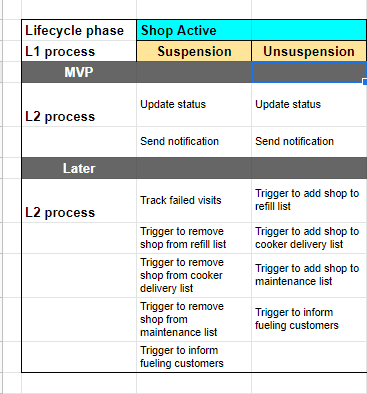 Lifecycle phase Shop Active
L1 process Suspension Unsuspension
MVP
L2 process
Update status Update status
Send notification Send notification
Later
L2 process
Track failed visits
Trigger to add shop to
refill list
Trigger to remove
shop from refill list
Trigger to add shop to
cooker delivery list
Trigger to remove
shop from cooker
delivery list
Trigger to add shop to
maintenance list
Trigger to remove
shop from
maintenance list
Trigger to inform
fueling customers
Trigger to inform
fueling customers